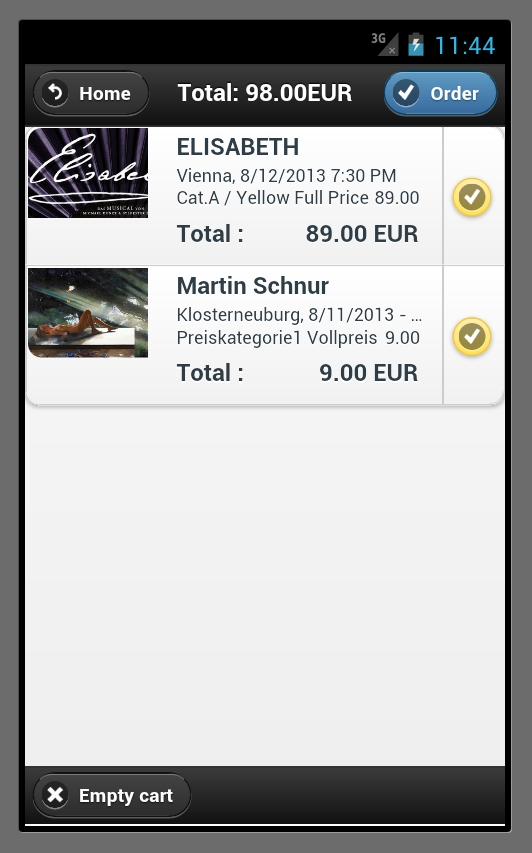 3G
11:44
Home
Total: 98.00EUR
Order
Elisabe
DAS MUSICAL VON
ELISABETH
Vienna, 8/12/2013 7:30 PM
Cat.A / Yellow Full Price 89.00
Total : 89.00 EUR
Martin Schnur
Klosterneuburg, 8/11/2013 - ...
Preiskategorie1 Vollpreis 9.00
Total : 9.00 EUR
Empty cart